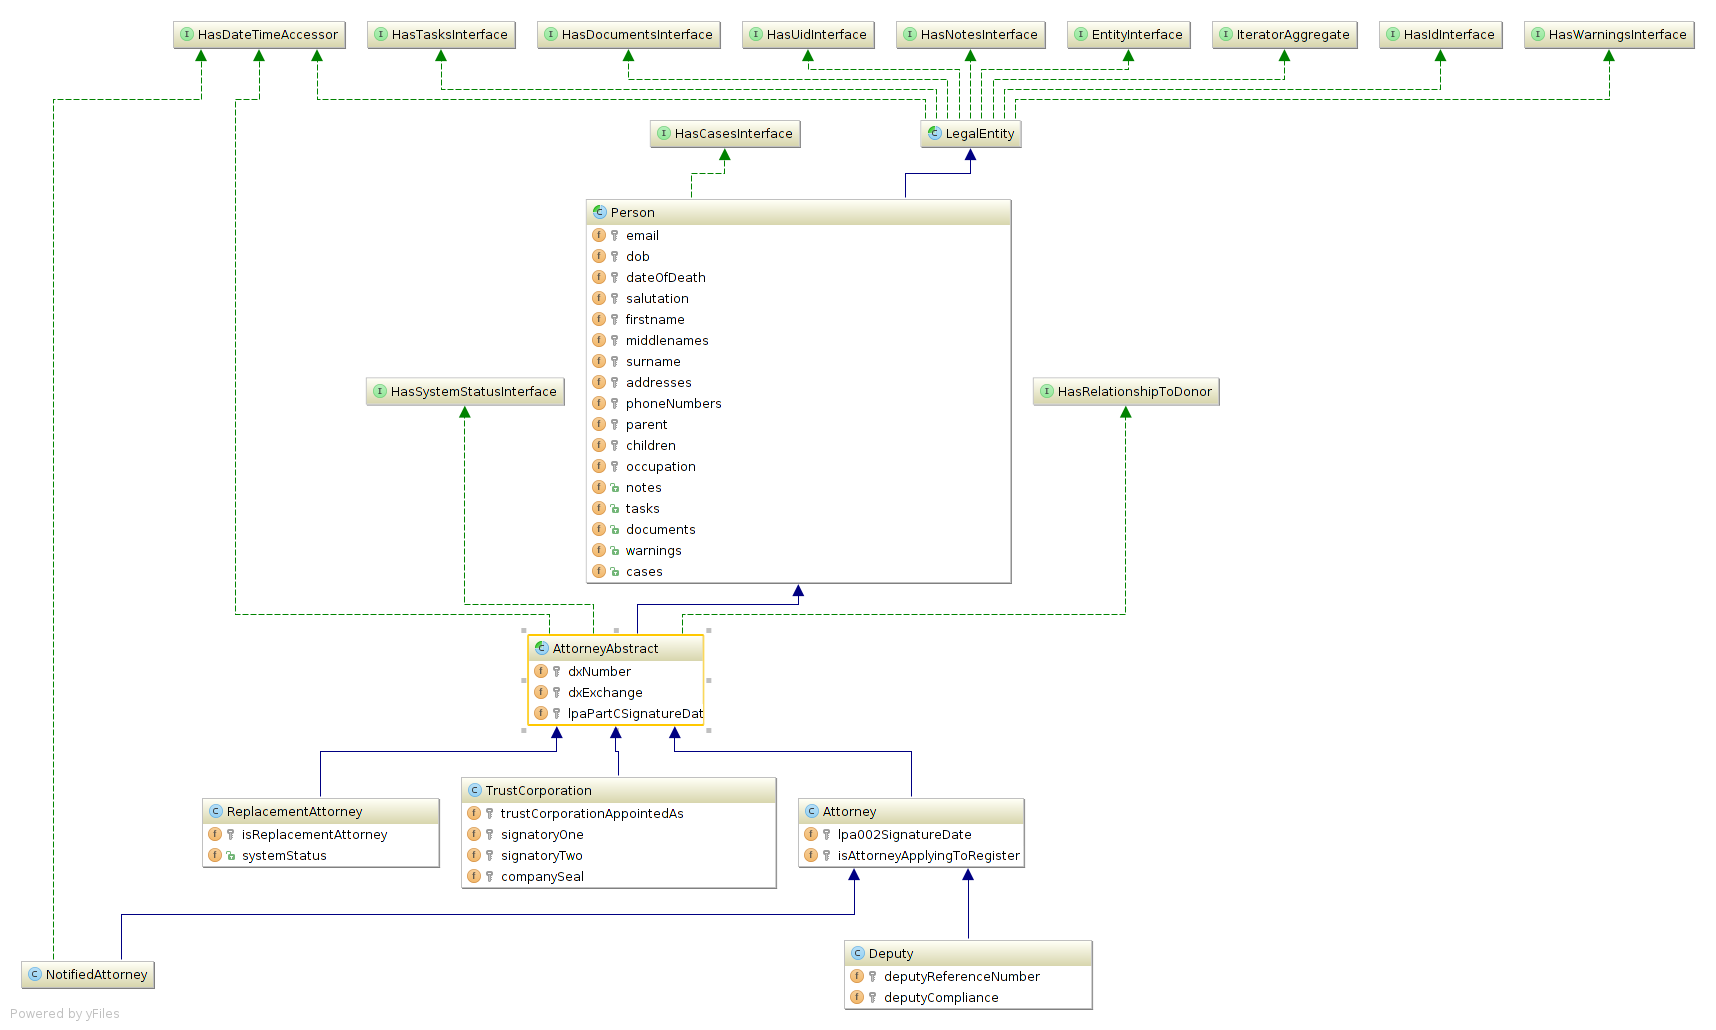 HasDateTimeAccessor
HasTasksInterface
HasDocumentsInterface
HasUidInterface
HasNotesInterface
EntityInterface
IteratorAggregate
HasIdInterface
HasWarningsInterface
HasCasesInterface
LegalEntity
Person
email
dob
dateOfDeath
salutation
firstname
middlenames
surname
addresses
phoneNumbers
parent
children
occupation
notes
tasks
documents
warnings
cases
HasSystemStatusInterface
HasRelationshipToDonor
AttorneyAbstract
dxNumber
dxExchange
lpaPartCSignatureDat
ReplacementAttorney
isReplacementAttorney
systemStatus
TrustCorporation
trustCorporationAppointedAs
signatoryOne
signatoryTwo
companySeal
Attorney
lpa002SignatureDate
isAttorneyApplyingToRegister
NotifiedAttorney
Deputy
deputyReferenceNumber
deputyCompliance
Powered by yFiles